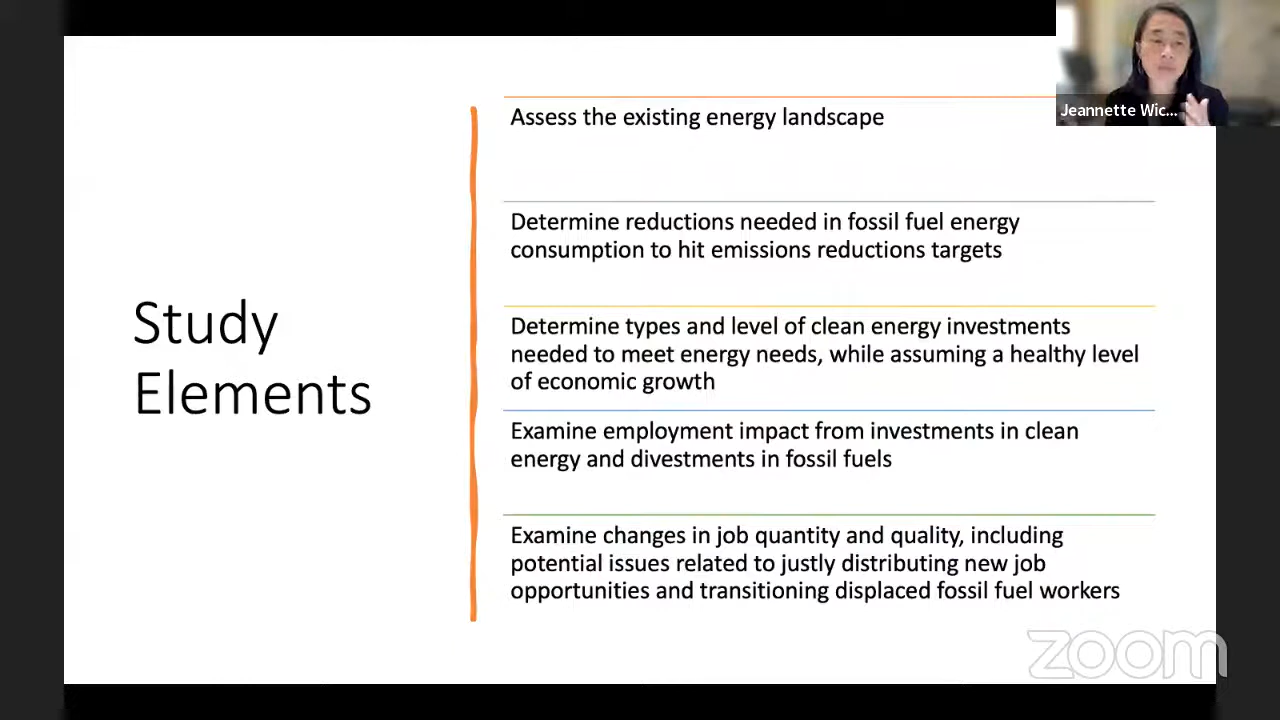 Jeannette Wic...
Assess the existing energy landscape
Determine reductions needed in fossil fuel energy
consumption to hit emissions reductions targets
Study
Elements
Determine types and level of clean energy investments
needed to meet energy needs, while assuming a healthy level
of economic growth
Examine employment impact from investments in clean
energy and divestments in fossil fuels
Examine changes in job quantity and quality, including
potential issues related to justly distributing new job
opportunities and transitioning displaced fossil fuel workers
zoom